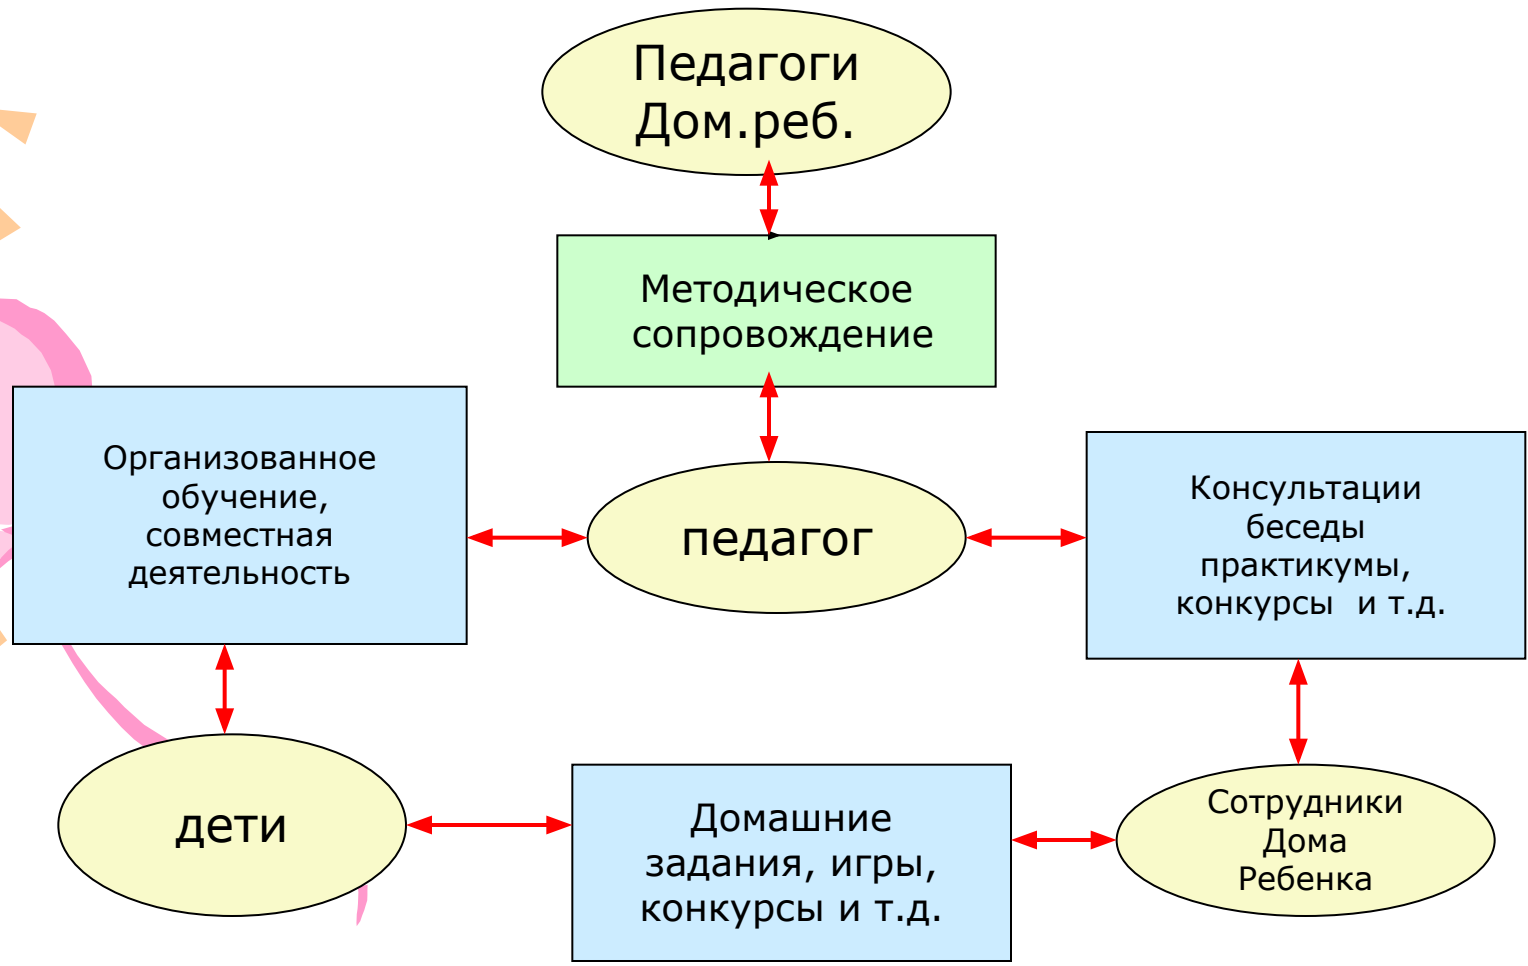 Педагоги
Дом.реб.
Методическое
сопровождение
Организованное
обучение,
совместная
деятельность
педагог
Консультации
беседы
практикумы,
конкурсы и т.д.
дети
Домашние
задания, игры,
конкурсы и т.д.
Сотрудники
Дома
Ребенка